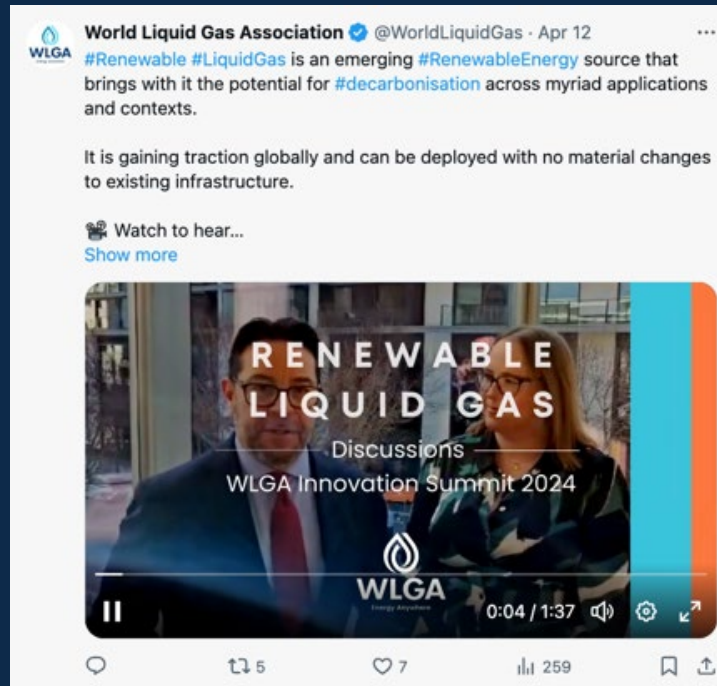 WLGA
World Liquid Gas Association @WorldLiquidGas · Apr 12
#Renewable #LiquidGas is an emerging #RenewableEnergy source that
brings with it the potential for #decarbonisation across myriad applications
and contexts.
It is gaining traction globally and can be deployed with no material changes
to existing infrastructure.
Watch to hear...
Show more
RENEWABLE
LIQUID GAS
Discussions
WLGA Innovation Summit 2024
WLGA
Energy Anywhere
0:04 / 1:37
5 7 259